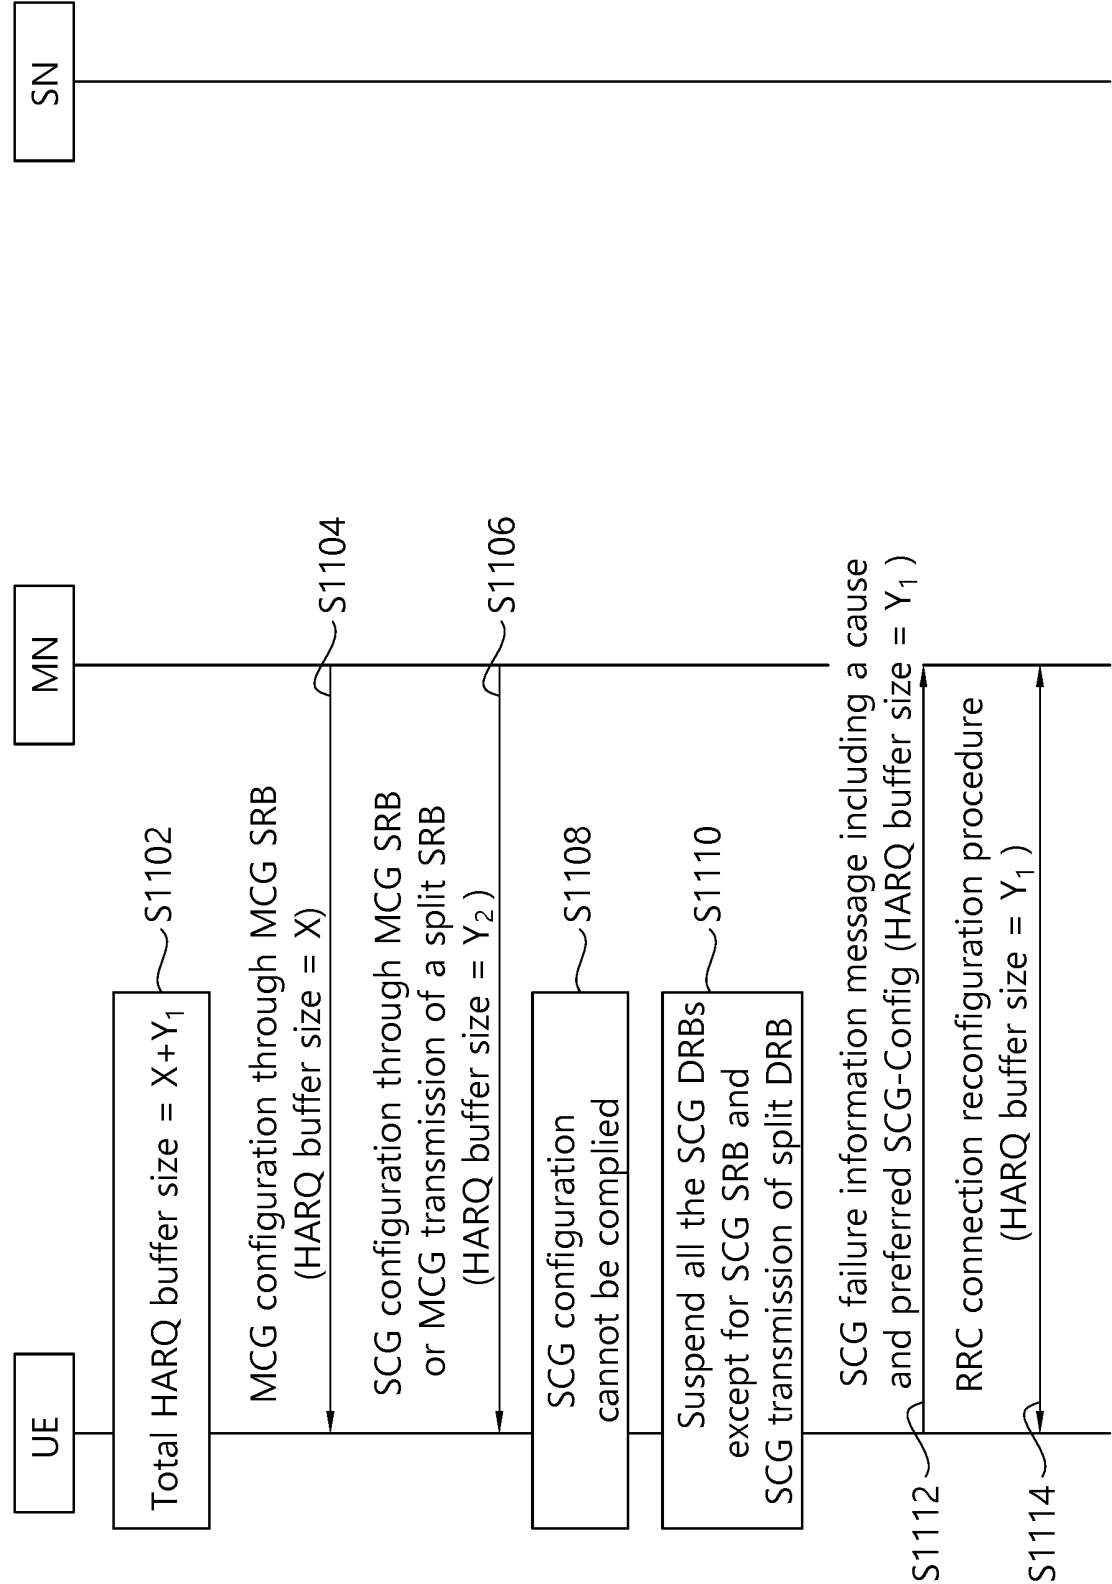 UE
MN
SN
Total HARQ buffer size = X+Y₁
S1102
MCG configuration through MCG SRB
(HARQ buffer size = X)
S1104
SCG configuration through MCG SRB
or MCG transmission of a split SRB
(HARQ buffer size = Y₂)
S1106
SCG configuration
cannot be complied
S1108
Suspend all the SCG DRBs
except for SCG SRB and
SCG transmission of split DRB
S1110
SCG failure information message including a cause
and preferred SCG-Config (HARQ buffer size = Y₁)
S1112
RRC connection reconfiguration procedure
(HARQ buffer size = Y₁)
S1114